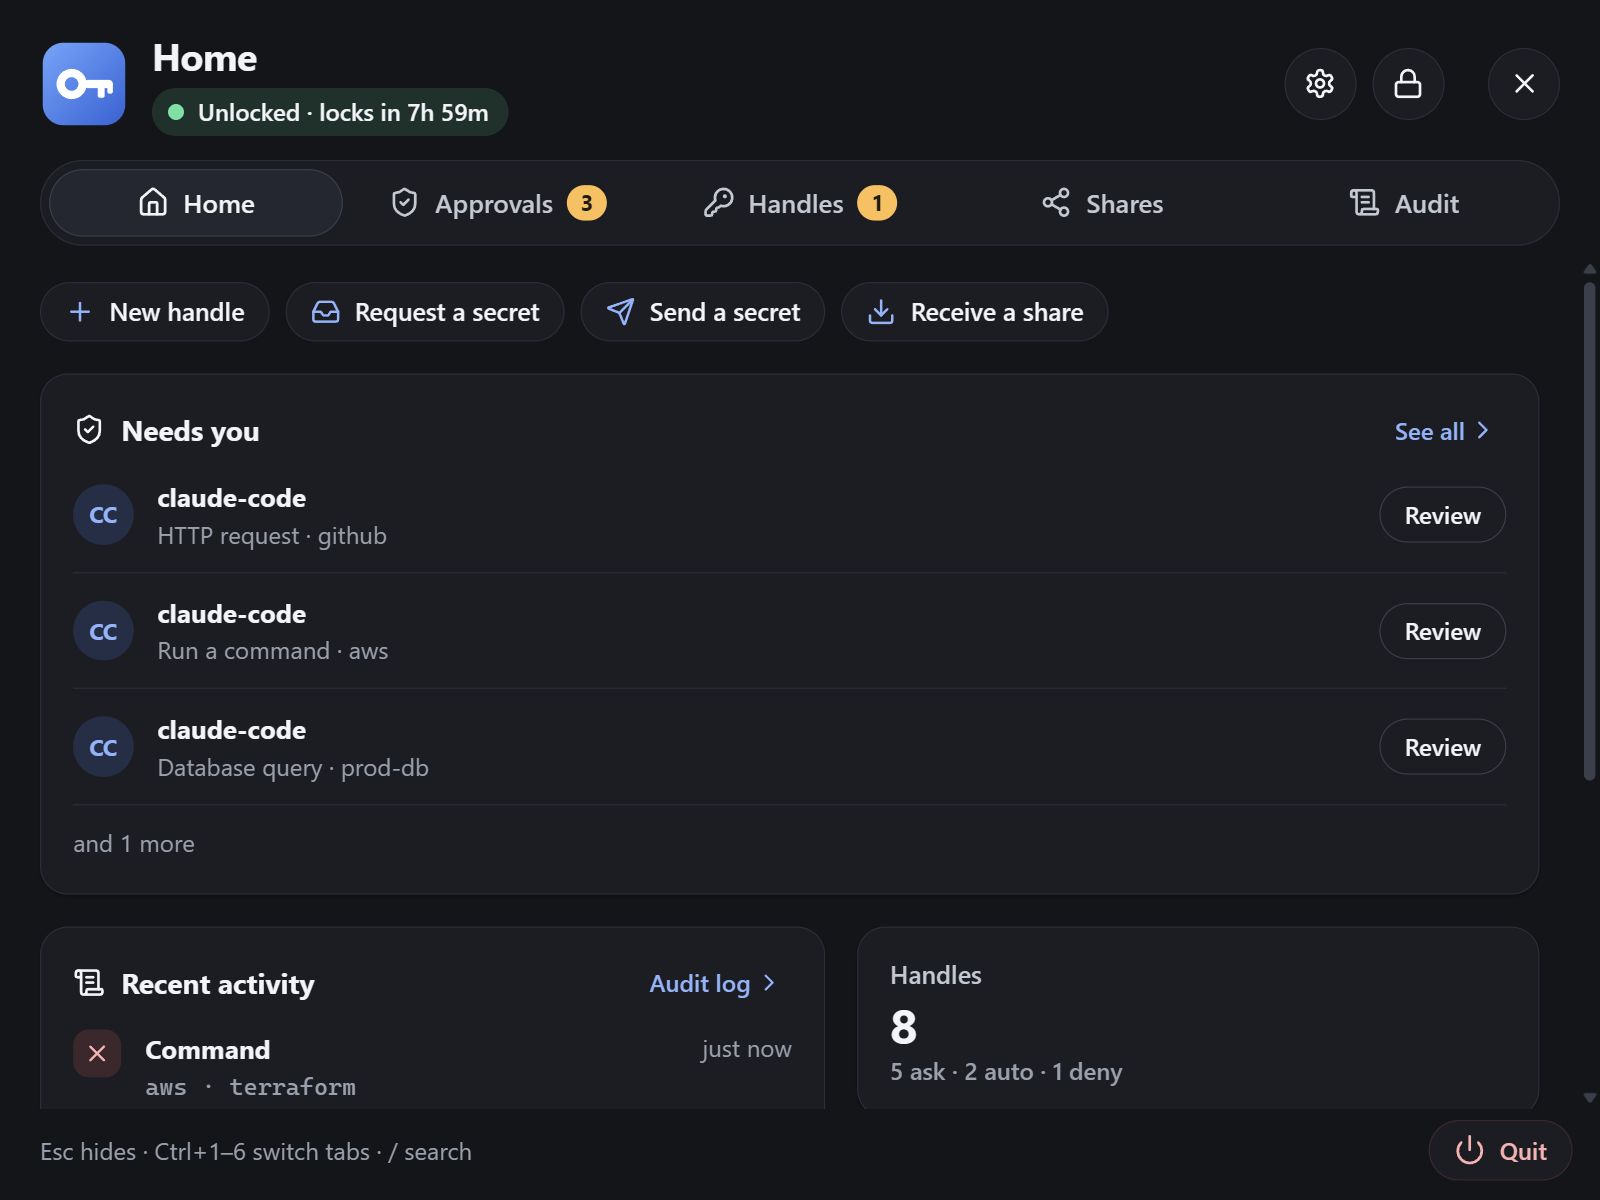 Home
Unlocked · locks in 7h 59m
Home
Approvals 3
Handles 1
Shares
Audit
New handle
Request a secret
Send a secret
Receive a share
Needs you
See all
CC
claude-code
HTTP request · github
Review
CC
claude-code
Run a command · aws
Review
CC
claude-code
Database query · prod-db
Review
and 1 more
Recent activity
Audit log
Command
just now
aws · terraform
Handles
8
5 ask · 2 auto · 1 deny
Esc hides · Ctrl+1–6 switch tabs · / search
Quit